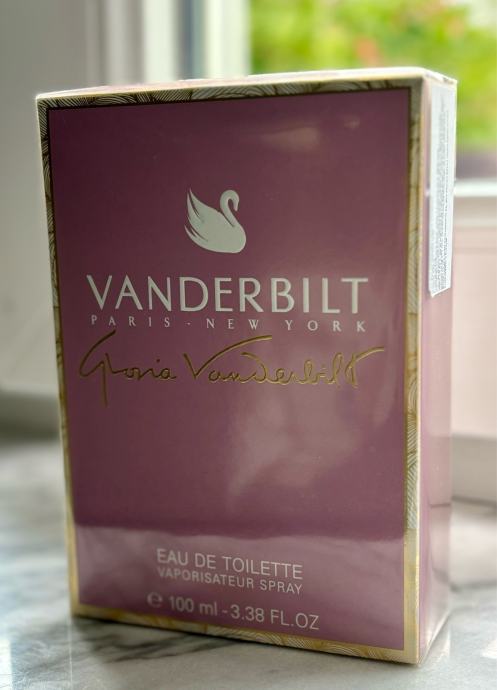 VANDERBILT
PARIS - NEW YORK
Gloria Vanderbilt
EAU DE TOILETTE
VAPORISATEUR SPRAY
℮ 100 ml - 3.38 FL.OZ